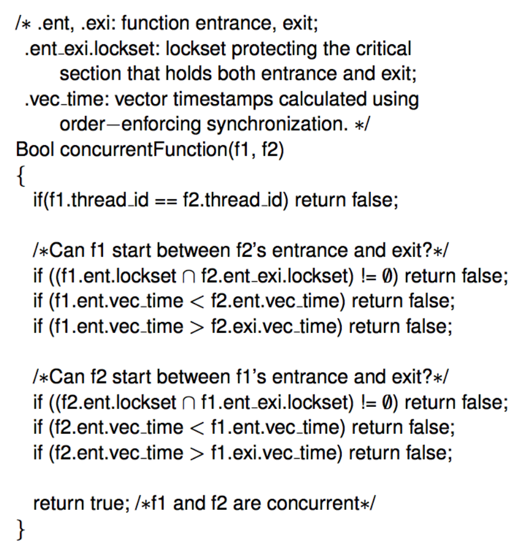 /* .ent, .exi: function entrance, exit;
.ent_exi.lockset: lockset protecting the critical
section that holds both entrance and exit;
.vec_time: vector timestamps calculated using
order−enforcing synchronization. */
Bool concurrentFunction(f1, f2)
{
if(f1.thread_id == f2.thread_id) return false;
/*Can f1 start between f2's entrance and exit?*/
if ((f1.ent.lockset ∩ f2.ent_exi.lockset) != ∅) return false;
if (f1.ent.vec_time < f2.ent.vec_time) return false;
if (f1.ent.vec_time > f2.exi.vec_time) return false;
/*Can f2 start between f1's entrance and exit?*/
if ((f2.ent.lockset ∩ f1.ent_exi.lockset) != ∅) return false;
if (f2.ent.vec_time < f1.ent.vec_time) return false;
if (f2.ent.vec_time > f1.exi.vec_time) return false;
return true; /*f1 and f2 are concurrent*/
}